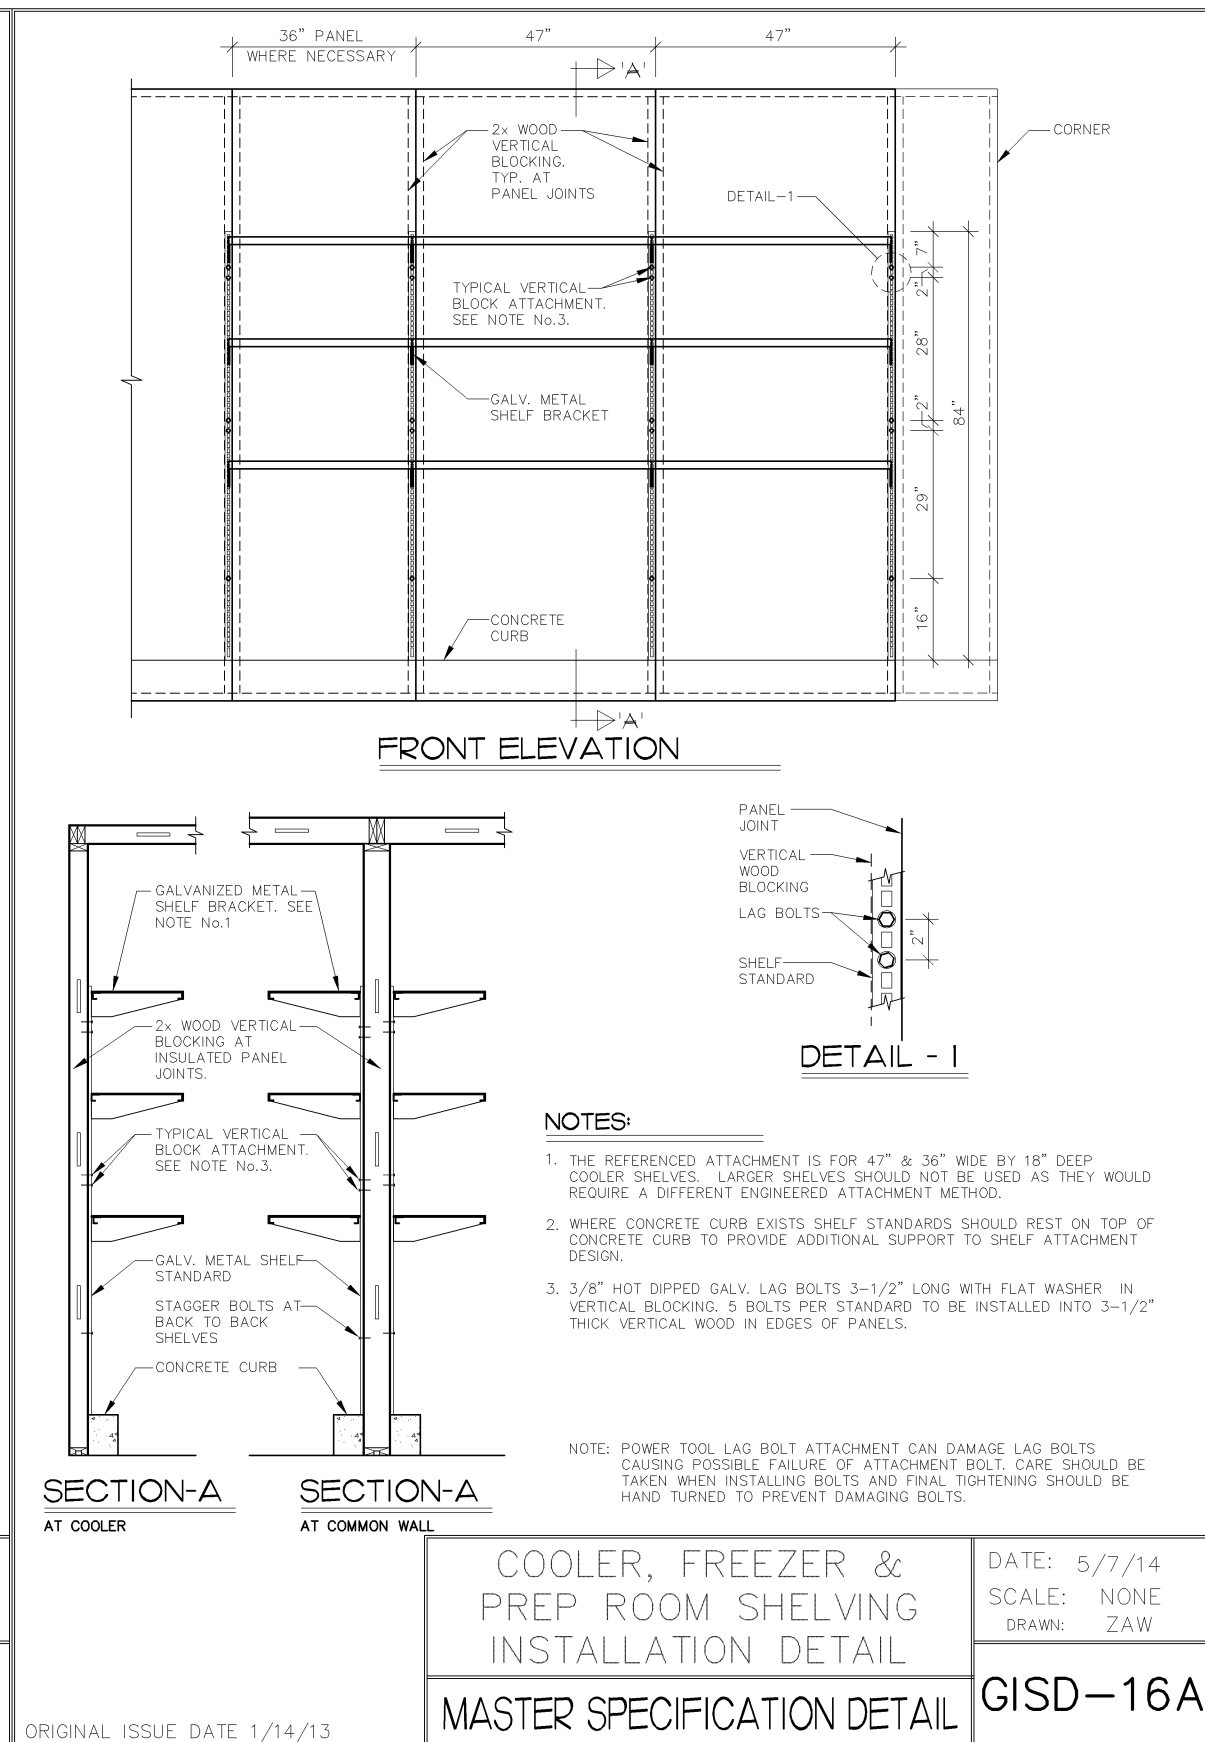 36" PANEL
WHERE NECESSARY
47"
47"
'A'
2x WOOD
VERTICAL
BLOCKING.
TYP. AT
PANEL JOINTS
CORNER
DETAIL-1
7"
2"
TYPICAL VERTICAL
BLOCK ATTACHMENT.
SEE NOTE No.3.
28"
GALV. METAL
SHELF BRACKET
2"
84"
29"
16"
CONCRETE
CURB
'A'
FRONT ELEVATION
GALVANIZED METAL
SHELF BRACKET. SEE
NOTE No.1
2x WOOD VERTICAL
BLOCKING AT
INSULATED PANEL
JOINTS.
TYPICAL VERTICAL
BLOCK ATTACHMENT.
SEE NOTE No.3.
GALV. METAL SHELF
STANDARD
STAGGER BOLTS AT
BACK TO BACK
SHELVES
CONCRETE CURB
SECTION-A
AT COOLER
SECTION-A
AT COMMON WALL
PANEL
JOINT
VERTICAL
WOOD
BLOCKING
LAG BOLTS
2"
SHELF
STANDARD
DETAIL - 1
NOTES:
1. THE REFERENCED ATTACHMENT IS FOR 47" & 36" WIDE BY 18" DEEP
COOLER SHELVES. LARGER SHELVES SHOULD NOT BE USED AS THEY WOULD
REQUIRE A DIFFERENT ENGINEERED ATTACHMENT METHOD.
2. WHERE CONCRETE CURB EXISTS SHELF STANDARDS SHOULD REST ON TOP OF
CONCRETE CURB TO PROVIDE ADDITIONAL SUPPORT TO SHELF ATTACHMENT
DESIGN.
3. 3/8" HOT DIPPED GALV. LAG BOLTS 3-1/2" LONG WITH FLAT WASHER IN
VERTICAL BLOCKING. 5 BOLTS PER STANDARD TO BE INSTALLED INTO 3-1/2"
THICK VERTICAL WOOD IN EDGES OF PANELS.
NOTE: POWER TOOL LAG BOLT ATTACHMENT CAN DAMAGE LAG BOLTS
CAUSING POSSIBLE FAILURE OF ATTACHMENT BOLT. CARE SHOULD BE
TAKEN WHEN INSTALLING BOLTS AND FINAL TIGHTENING SHOULD BE
HAND TURNED TO PREVENT DAMAGING BOLTS.
COOLER, FREEZER &
PREP ROOM SHELVING
INSTALLATION DETAIL
DATE: 5/7/14
SCALE: NONE
DRAWN: ZAW
MASTER SPECIFICATION DETAIL
GISD-16A
ORIGINAL ISSUE DATE 1/14/13